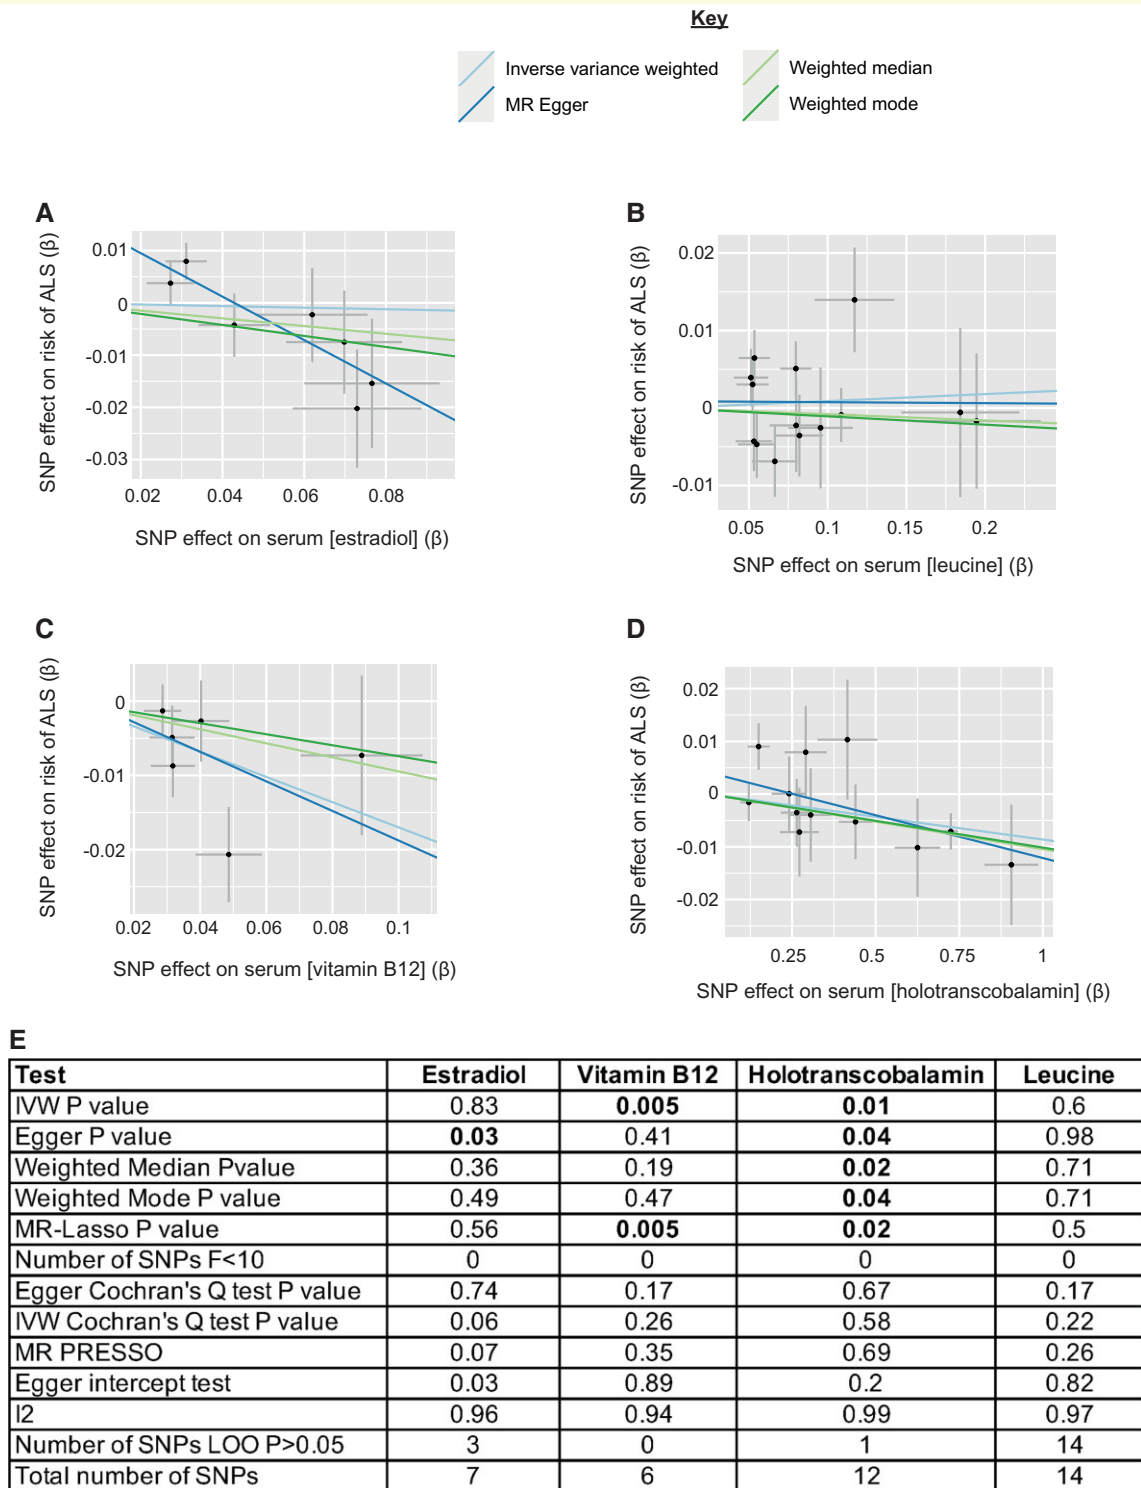 Key
Inverse variance weighted
Weighted median
MR Egger
Weighted mode
A
SNP effect on risk of ALS (β)
0.01
0
-0.01
-0.02
-0.03
0.02 0.04 0.06 0.08
SNP effect on serum [estradiol] (β)
B
SNP effect on risk of ALS (β)
0.02
0.01
0
-0.01
0.05 0.1 0.15 0.2
SNP effect on serum [leucine] (β)
C
SNP effect on risk of ALS (β)
0
-0.01
-0.02
0.02 0.04 0.06 0.08 0.1
SNP effect on serum [vitamin B12] (β)
D
SNP effect on risk of ALS (β)
0.02
0.01
0
-0.01
-0.02
0.25 0.5 0.75 1
SNP effect on serum [holotranscobalamin] (β)
E
Test Estradiol Vitamin B12 Holotranscobalamin Leucine
IVW P value 0.83 0.005 0.01 0.6
Egger P value 0.03 0.41 0.04 0.98
Weighted Median Pvalue 0.36 0.19 0.02 0.71
Weighted Mode P value 0.49 0.47 0.04 0.71
MR-Lasso P value 0.56 0.005 0.02 0.5
Number of SNPs F<10 0 0 0 0
Egger Cochran's Q test P value 0.74 0.17 0.67 0.17
IVW Cochran's Q test P value 0.06 0.26 0.58 0.22
MR PRESSO 0.07 0.35 0.69 0.26
Egger intercept test 0.03 0.89 0.2 0.82
I2 0.96 0.94 0.99 0.97
Number of SNPs LOO P>0.05 3 0 1 14
Total number of SNPs 7 6 12 14